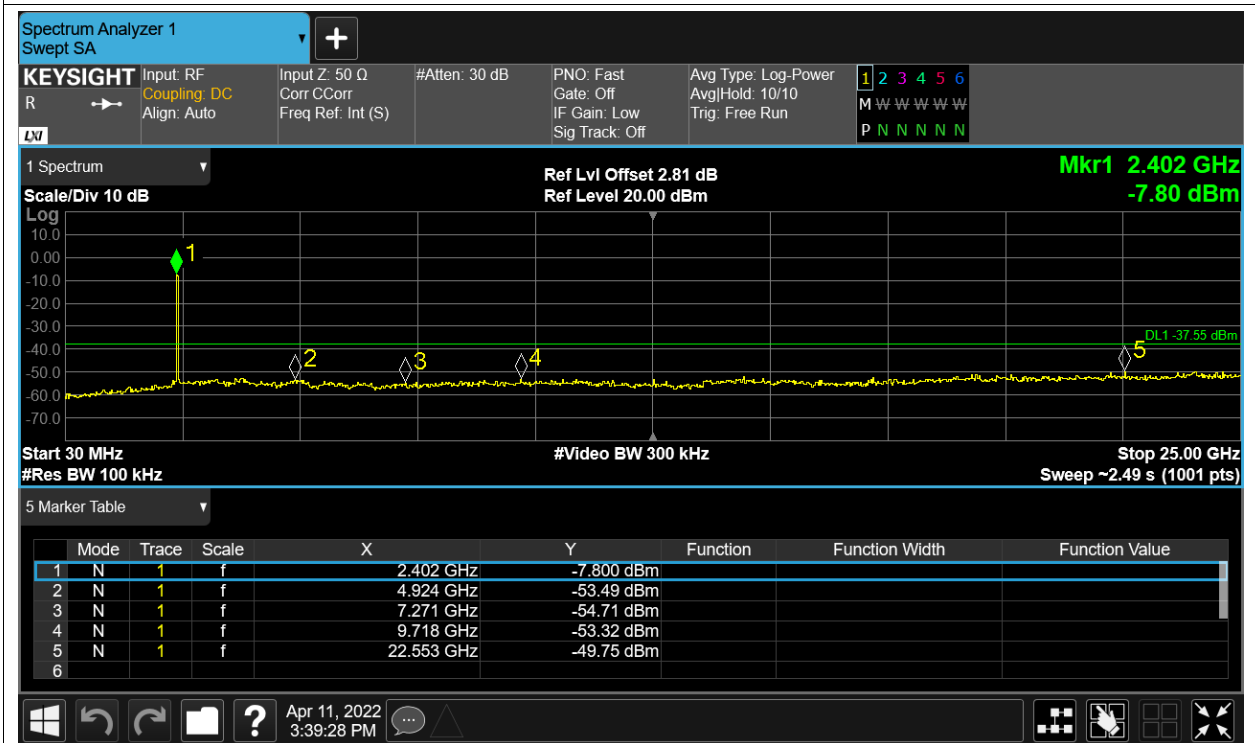 Spectrum Analyzer 1
Swept SA
KEYSIGHT Input: RF Input Z: 50 Ω #Atten: 30 dB PNO: Fast Avg Type: Log-Power 1 2 3 4 5 6
R Coupling: DC Corr CCorr Gate: Off Avg|Hold: 10/10 M W W W W W
Align: Auto Freq Ref: Int (S) IF Gain: Low Trig: Free Run
LXI Sig Track: Off P N N N N N
1 Spectrum Ref Lvl Offset 2.81 dB Mkr1 2.402 GHz
Scale/Div 10 dB Ref Level 20.00 dBm -7.80 dBm
Log
10.0
0.00 1
-10.0
-20.0
-30.0 DL1 -37.55 dBm
-40.0 2 3 4 5
-50.0
-60.0
-70.0
Start 30 MHz #Video BW 300 kHz Stop 25.00 GHz
#Res BW 100 kHz Sweep ~2.49 s (1001 pts)
5 Marker Table
Mode Trace Scale X Y Function Function Width Function Value
1 N 1 f 2.402 GHz -7.800 dBm
2 N 1 f 4.924 GHz -53.49 dBm
3 N 1 f 7.271 GHz -54.71 dBm
4 N 1 f 9.718 GHz -53.32 dBm
5 N 1 f 22.553 GHz -49.75 dBm
6
? Apr 11, 2022
3:39:28 PM